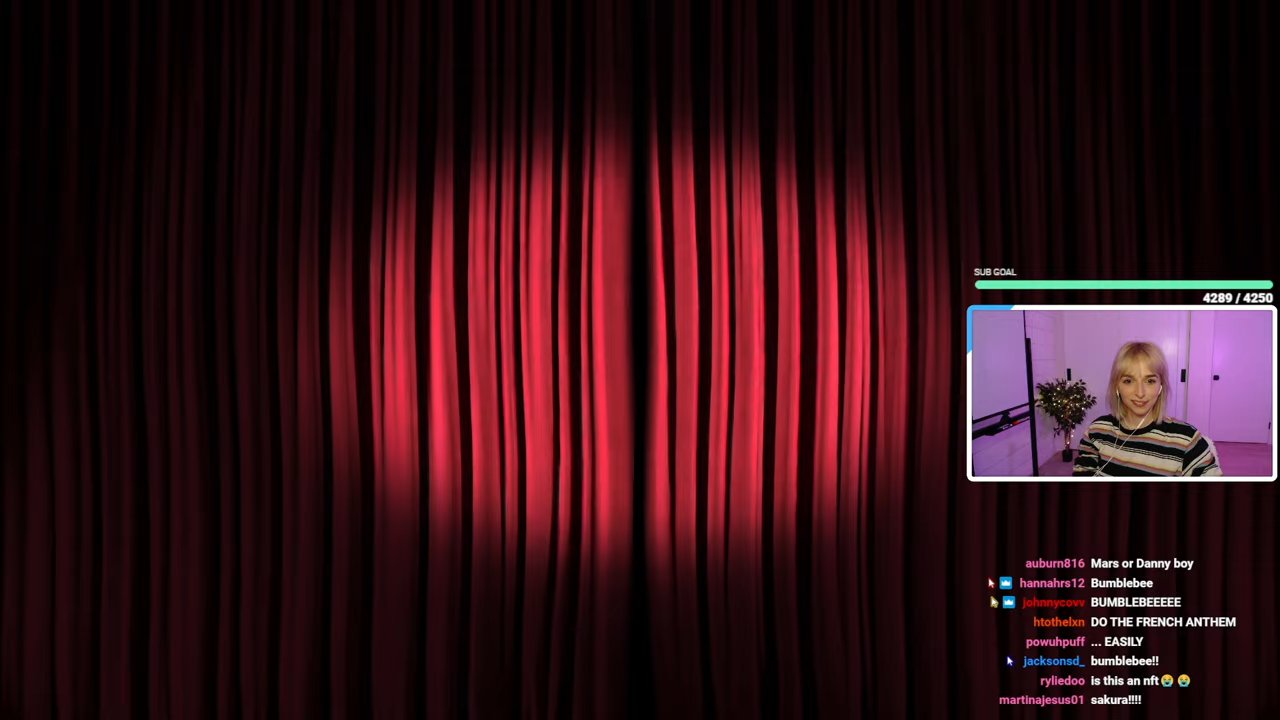 SUB GOAL
4289 / 4250
auburn816 Mars or Danny boy
hannahrs12 Bumblebee
johnnycovv BUMBLEBEEEEE
htothelxn DO THE FRENCH ANTHEM
powuhpuff ... EASILY
jacksonsd_ bumblebee!!
ryliedoo is this an nft😭 😭
martinajesus01 sakura!!!!